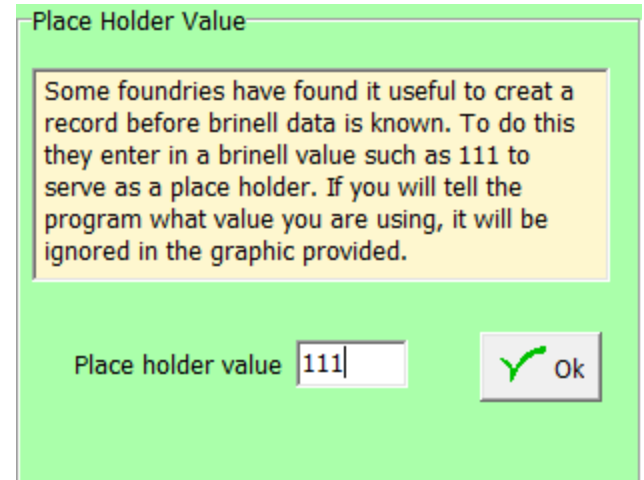 Place Holder Value
Some foundries have found it useful to creat a
record before brinell data is known. To do this
they enter in a brinell value such as 111 to
serve as a place holder. If you will tell the
program what value you are using, it will be
ignored in the graphic provided.
Place holder value 111 Ok